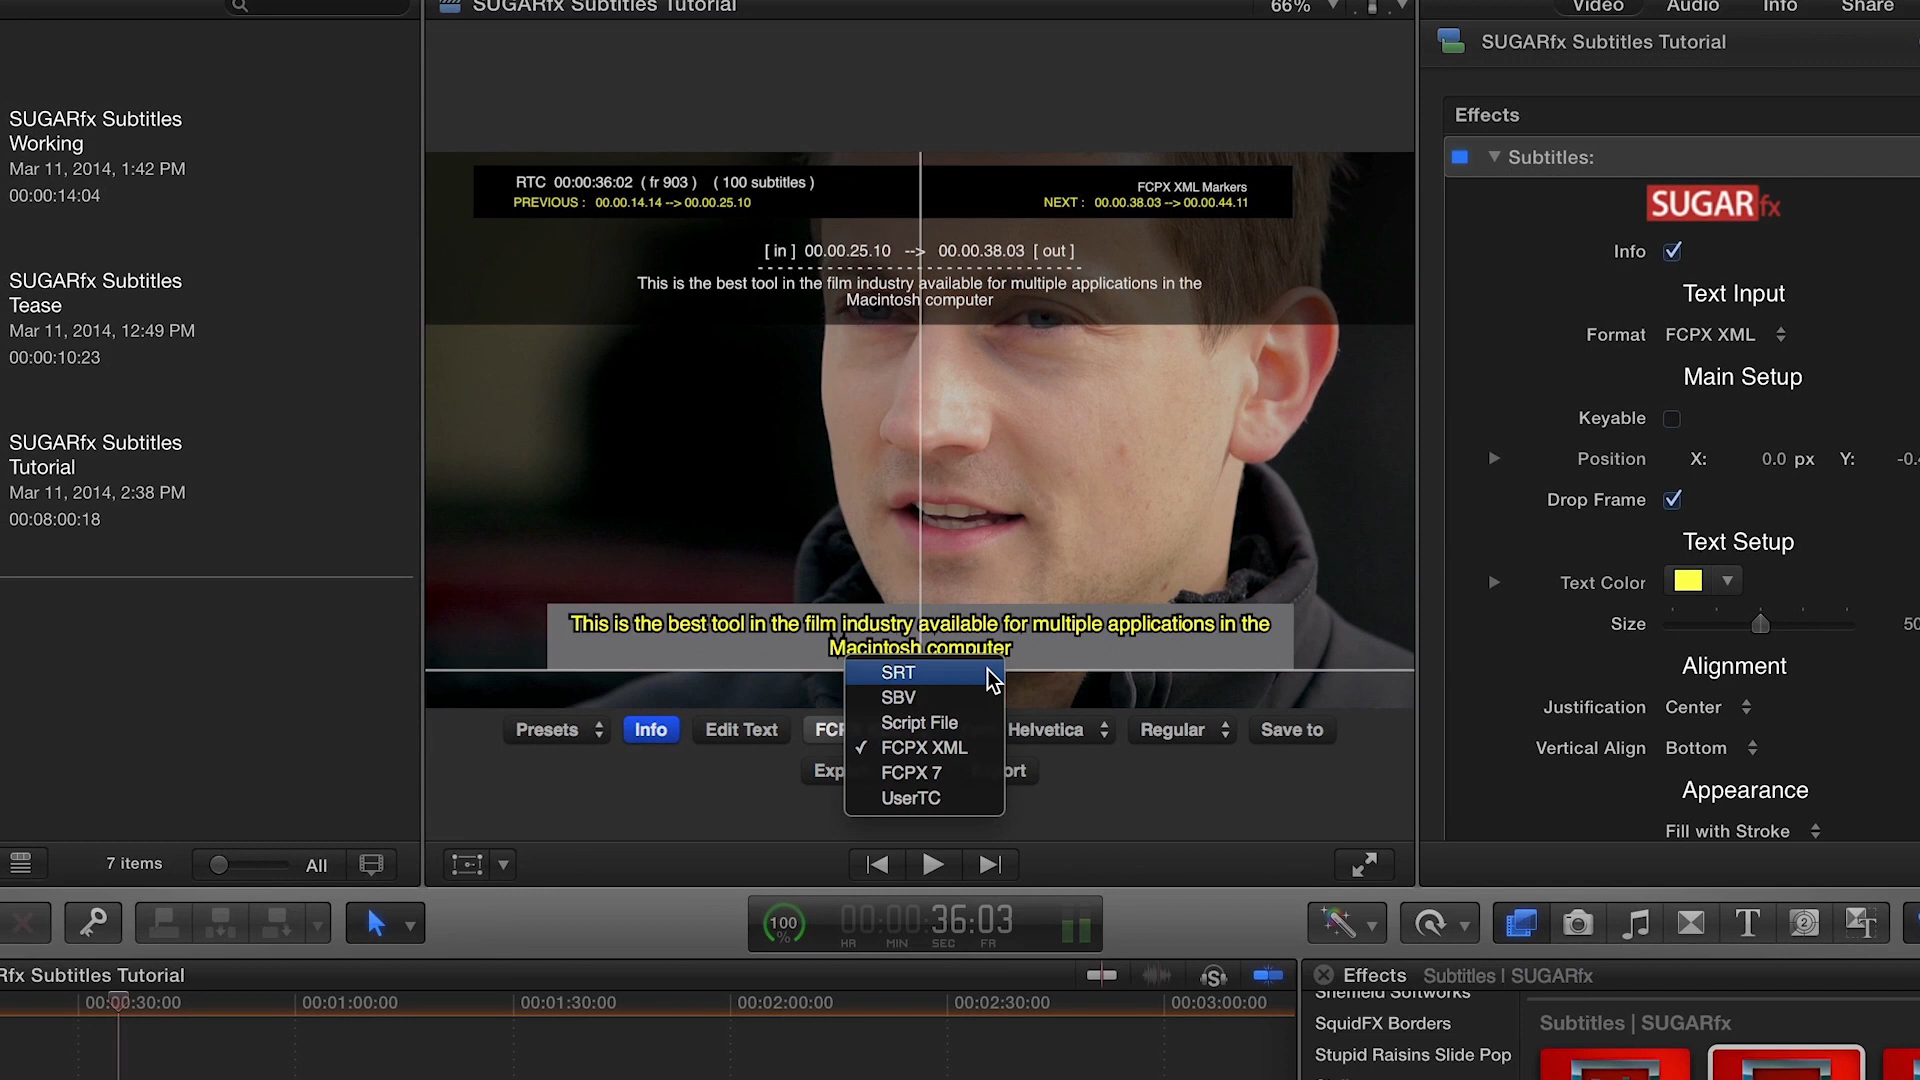 SUGARfx Subtitles Tutorial
66%
Video Audio Info Share
SUGARfx Subtitles Tutorial
Effects
SUGARfx Subtitles
Working
Mar 11, 2014, 1:42 PM
00:00:14:04
SUGARfx Subtitles
Tease
Mar 11, 2014, 12:49 PM
00:00:10:23
SUGARfx Subtitles
Tutorial
Mar 11, 2014, 2:38 PM
00:08:00:18
RTC 00:00:36:02 ( fr 903 ) ( 100 subtitles )
FCPX XML Markers
PREVIOUS : 00.00.14.14 --> 00.00.25.10
NEXT : 00.00.38.03 --> 00.00.44.11
[ in ] 00.00.25.10 --> 00.00.38.03 [ out ]
This is the best tool in the film industry available for multiple applications in the
Macintosh computer
This is the best tool in the film industry available for multiple applications in the
Macintosh computer
SRT
SBV
Script File
✓ FCPX XML
FCPX 7
UserTC
Presets Info Edit Text FCP Helvetica Regular Save to
Exp ort
Subtitles:
SUGARfx
Info
Text Input
Format FCPX XML
Main Setup
Keyable
Position X: 0.0 px Y: -0.
Drop Frame
Text Setup
Text Color
Size 50
Alignment
Justification Center
Vertical Align Bottom
Appearance
Fill with Stroke
7 items All
100 % 00:00:36:03
HR MIN SEC FR
Rfx Subtitles Tutorial
00:00:30:00 00:01:00:00 00:01:30:00 00:02:00:00 00:02:30:00 00:03:00:00
Effects Subtitles | SUGARfx
Sheffield Softworks
SquidFX Borders
Stupid Raisins Slide Pop
Subtitles | SUGARfx